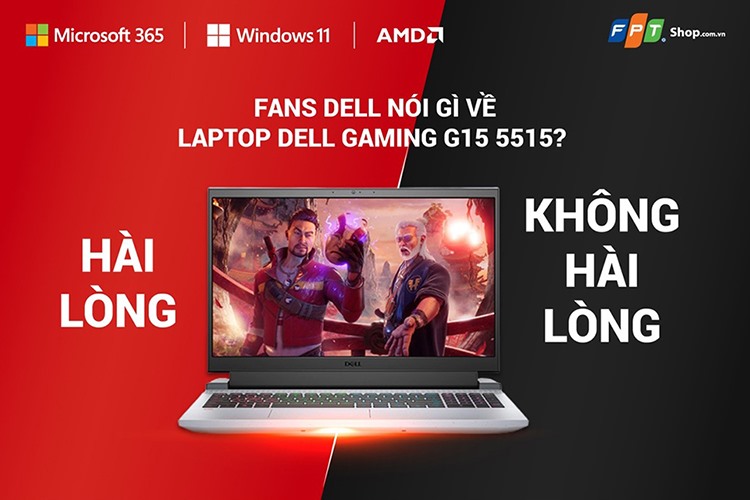 Microsoft 365
Windows 11
AMD
FPT Shop.com.vn
FANS DELL NÓI GÌ VỀ
LAPTOP DELL GAMING G15 5515?
HÀI
LÒNG
KHÔNG
HÀI
LÒNG
DELL